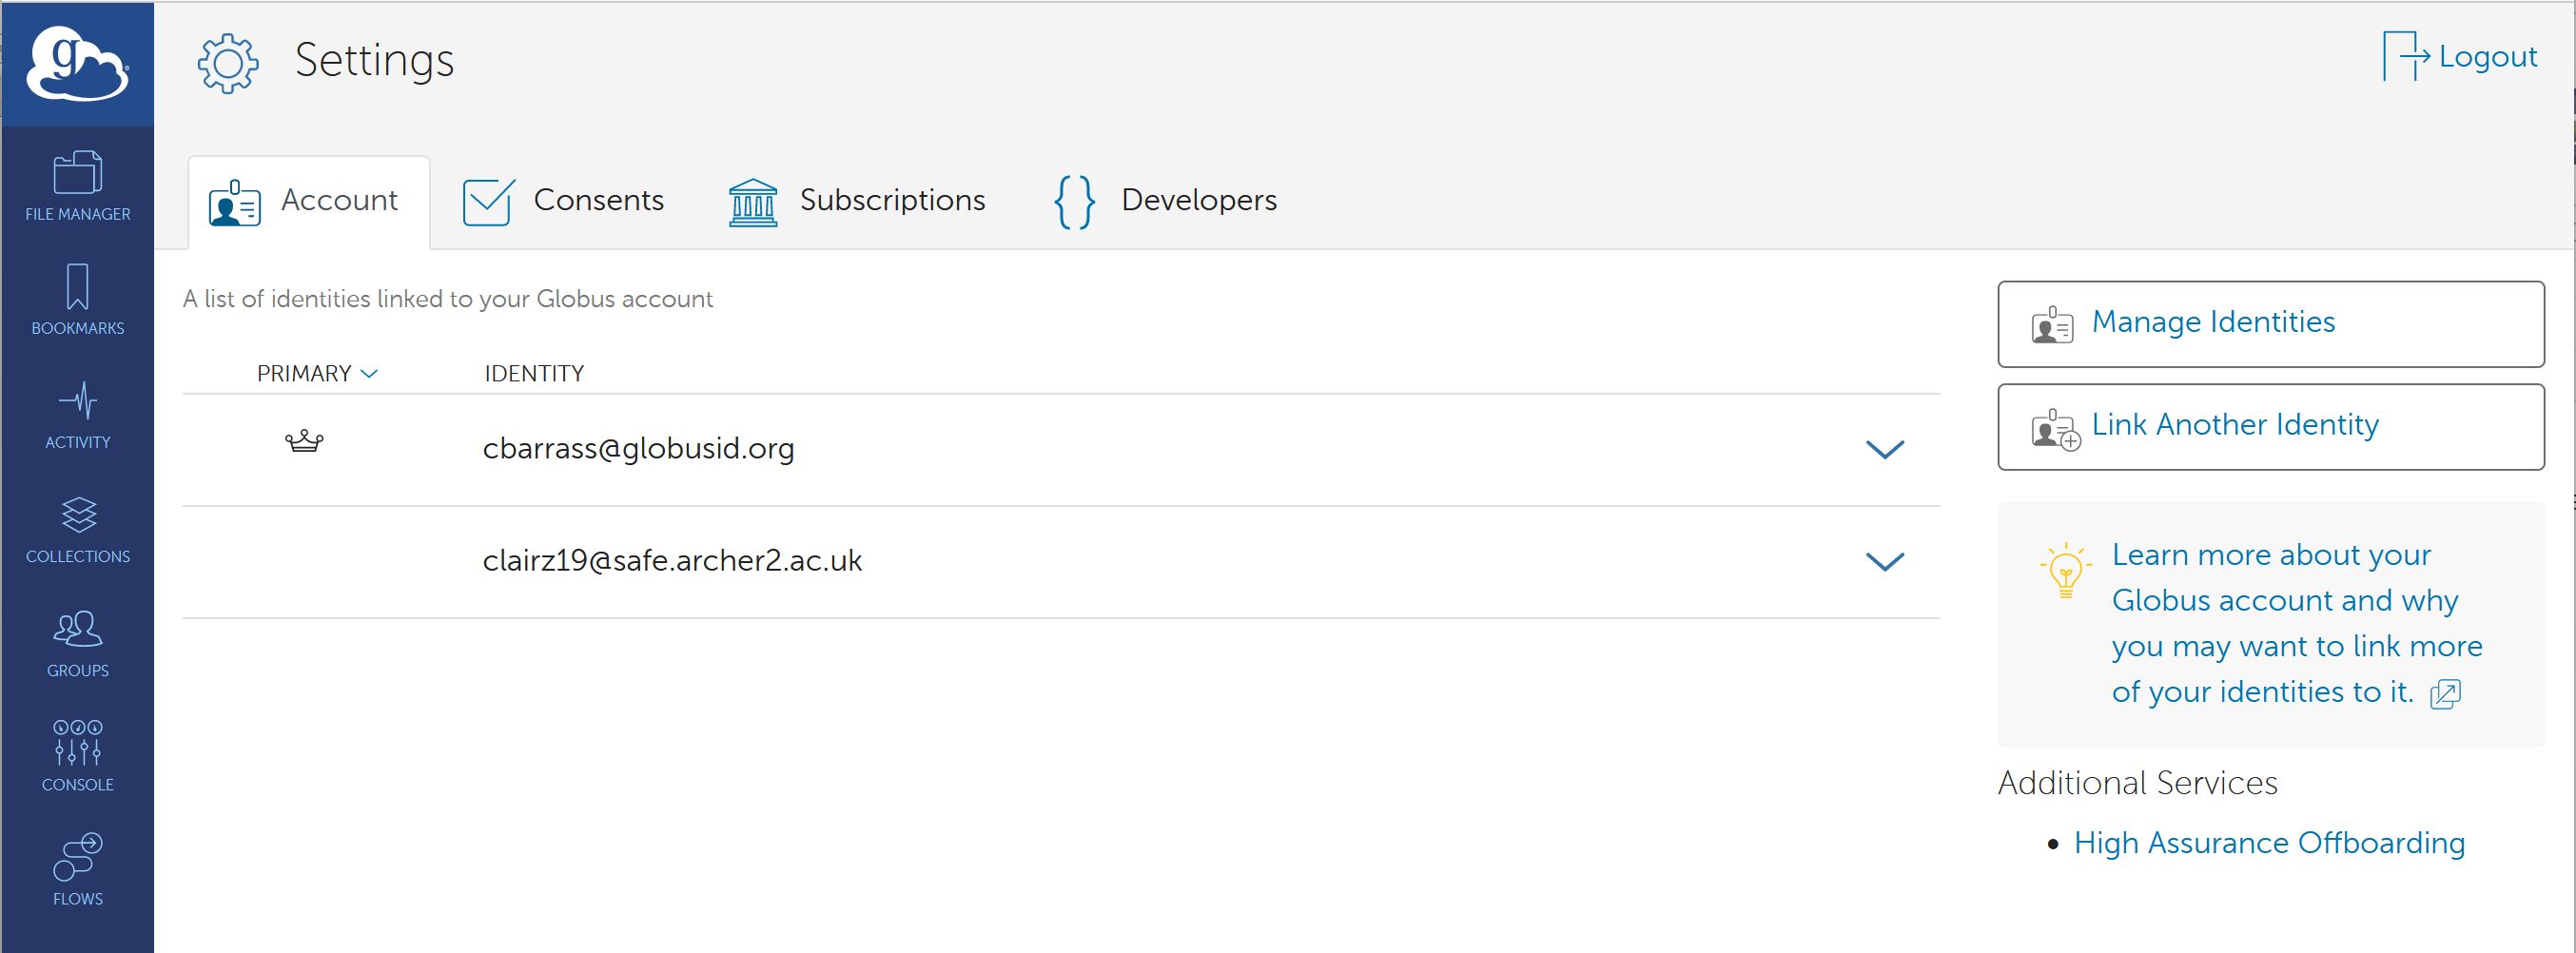 g
Settings
Logout
FILE MANAGER
BOOKMARKS
ACTIVITY
COLLECTIONS
GROUPS
CONSOLE
FLOWS
Account
Consents
Subscriptions
{ } Developers
A list of identities linked to your Globus account
PRIMARY IDENTITY
cbarrass@globusid.org
clairz19@safe.archer2.ac.uk
Manage Identities
Link Another Identity
Learn more about your
Globus account and why
you may want to link more
of your identities to it.
Additional Services
• High Assurance Offboarding